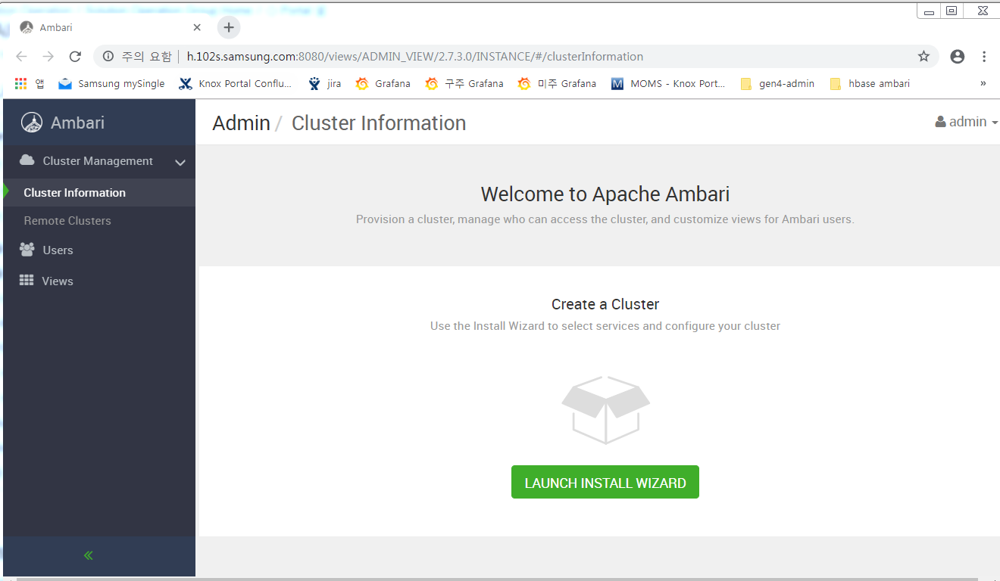 Ambari
주의 요함 h.102s.samsung.com:8080/views/ADMIN_VIEW/2.7.3.0/INSTANCE/#/clusterInformation
앱 Samsung mySingle Knox Portal Conflu... jira Grafana 구주 Grafana 미주 Grafana MOMS - Knox Port... gen4-admin hbase ambari »
Ambari
Admin / Cluster Information
admin
Cluster Management
Cluster Information
Remote Clusters
Users
Views
Welcome to Apache Ambari
Provision a cluster, manage who can access the cluster, and customize views for Ambari users.
Create a Cluster
Use the Install Wizard to select services and configure your cluster
LAUNCH INSTALL WIZARD